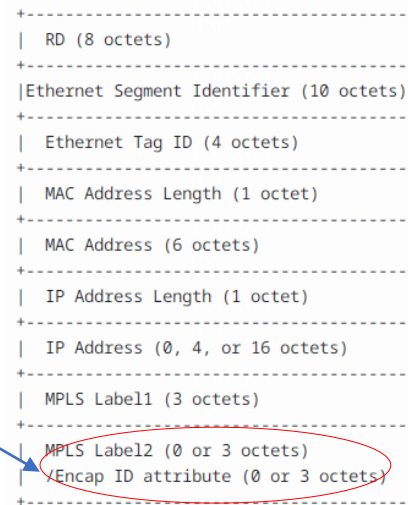 +----------------------------------------
| RD (8 octets)
+----------------------------------------
|Ethernet Segment Identifier (10 octets)
+----------------------------------------
| Ethernet Tag ID (4 octets)
+----------------------------------------
| MAC Address Length (1 octet)
+----------------------------------------
| MAC Address (6 octets)
+----------------------------------------
| IP Address Length (1 octet)
+----------------------------------------
| IP Address (0, 4, or 16 octets)
+----------------------------------------
| MPLS Label1 (3 octets)
+----------------------------------------
| MPLS Label2 (0 or 3 octets)
| /Encap ID attribute (0 or 3 octets)
+----------------------------------------